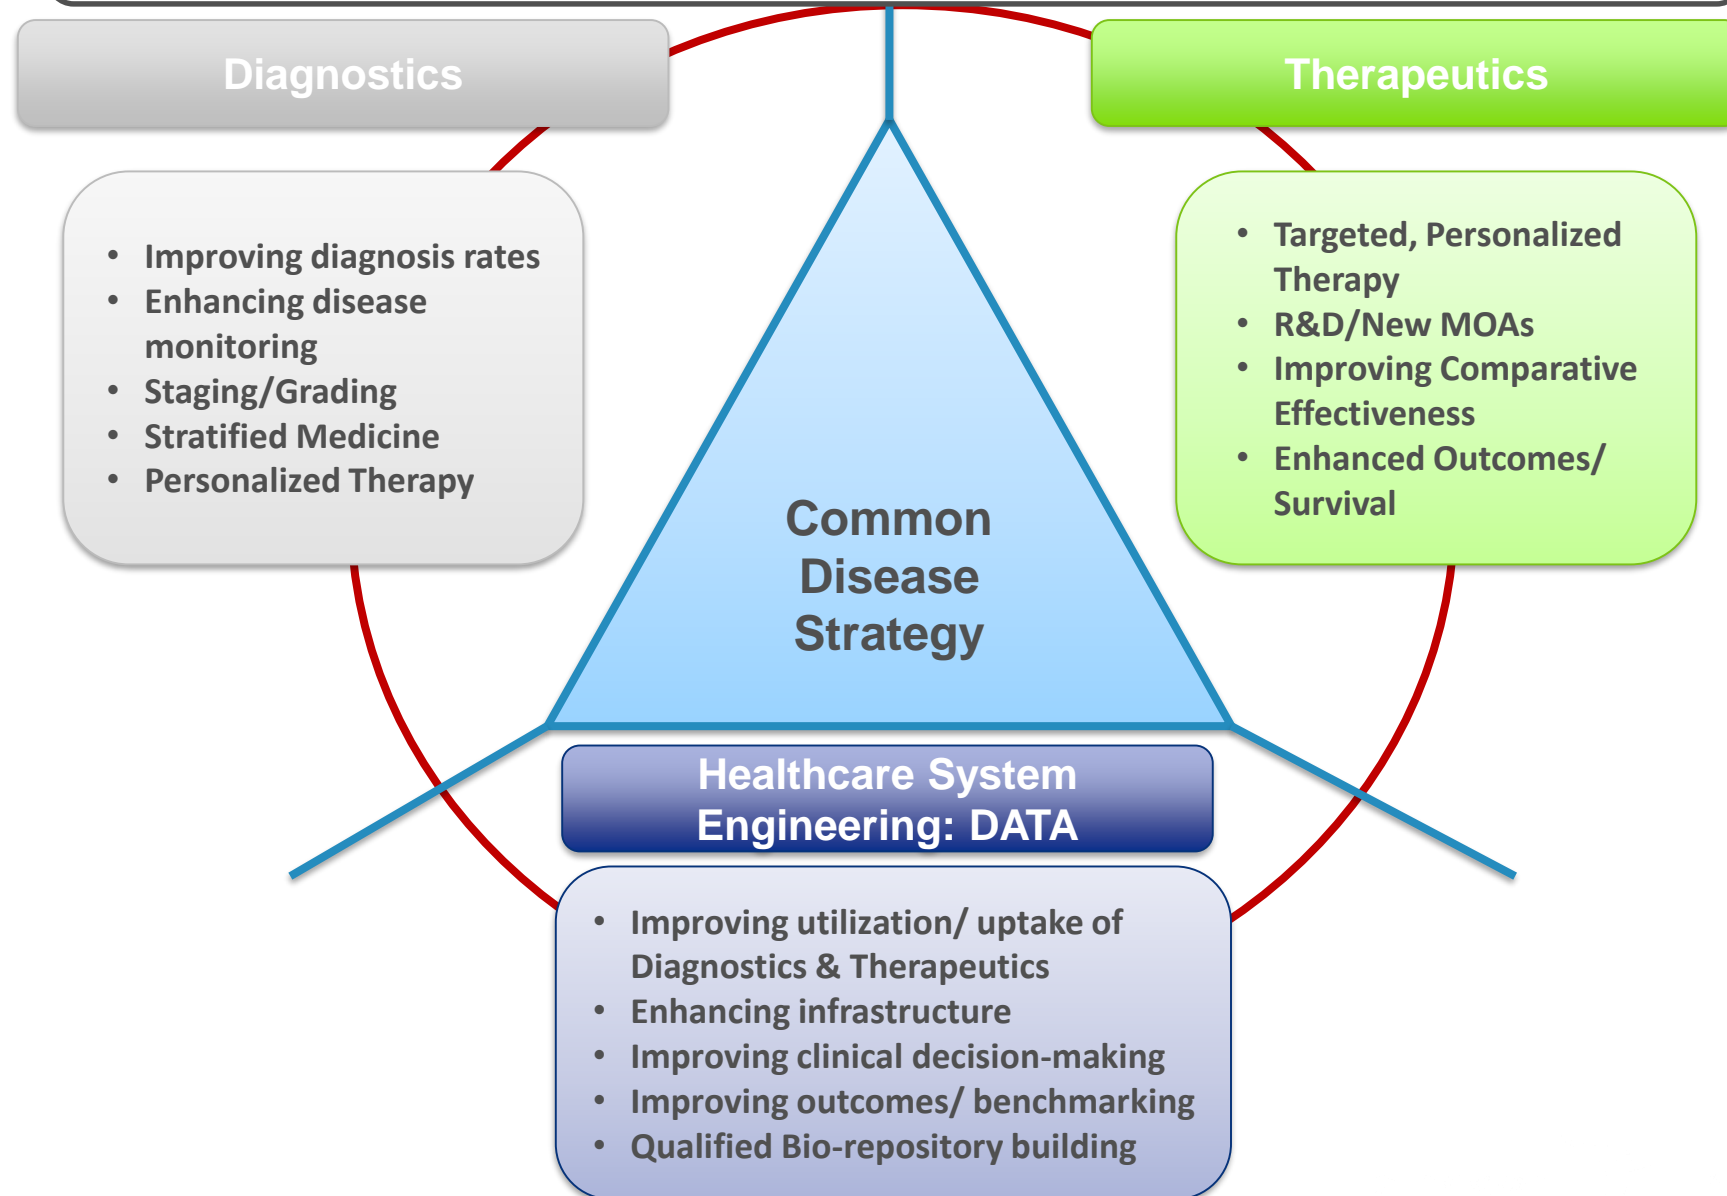 Diagnostics
Therapeutics
• Improving diagnosis rates
• Enhancing disease
monitoring
• Staging/Grading
• Stratified Medicine
• Personalized Therapy
• Targeted, Personalized
Therapy
• R&D/New MOAs
• Improving Comparative
Effectiveness
• Enhanced Outcomes/
Survival
Common
Disease
Strategy
Healthcare System
Engineering: DATA
• Improving utilization/ uptake of
Diagnostics & Therapeutics
• Enhancing infrastructure
• Improving clinical decision-making
• Improving outcomes/ benchmarking
• Qualified Bio-repository building